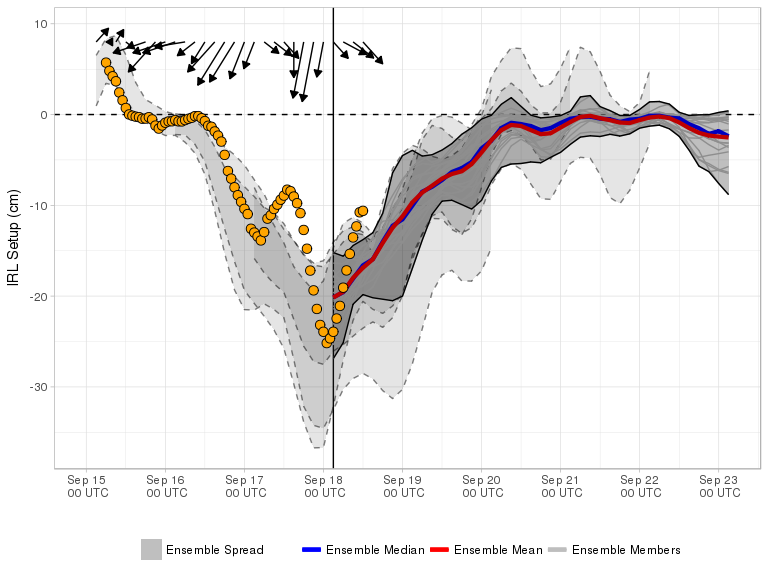 10
0
-10
-20
-30
IRL Setup (cm)
Sep 15 Sep 16 Sep 17 Sep 18 Sep 19 Sep 20 Sep 21 Sep 22 Sep 23
00 UTC 00 UTC 00 UTC 00 UTC 00 UTC 00 UTC 00 UTC 00 UTC 00 UTC
Ensemble Spread Ensemble Median Ensemble Mean Ensemble Members